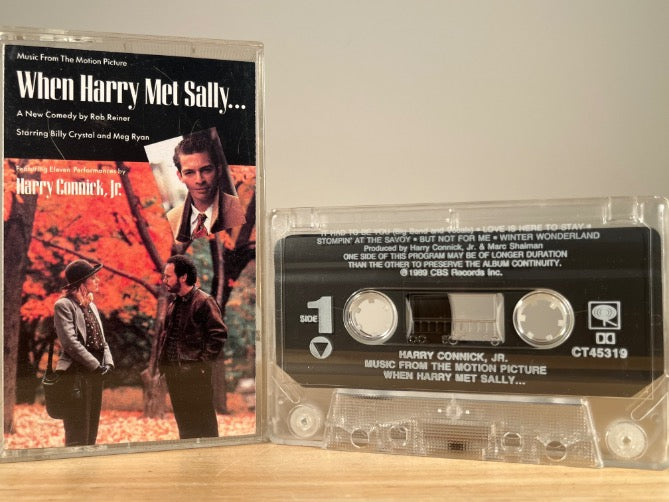 Music From The Motion Picture
When Harry Met Sally...
A New Comedy by Rob Reiner
Starring Billy Crystal and Meg Ryan
Featuring Eleven Performances by
Harry Connick, Jr.
IT HAD TO BE YOU (Big Band and Vocals) • LOVE IS HERE TO STAY •
STOMPIN' AT THE SAVOY • BUT NOT FOR ME • WINTER WONDERLAND
Produced by Harry Connick, Jr. & Marc Shaiman
ONE SIDE OF THIS PROGRAM MAY BE OF LONGER DURATION
THAN THE OTHER TO PRESERVE THE ALBUM CONTINUITY.
℗ 1989 CBS Records Inc.
SIDE 1
CT45319
HARRY CONNICK, JR.
MUSIC FROM THE MOTION PICTURE
WHEN HARRY MET SALLY...